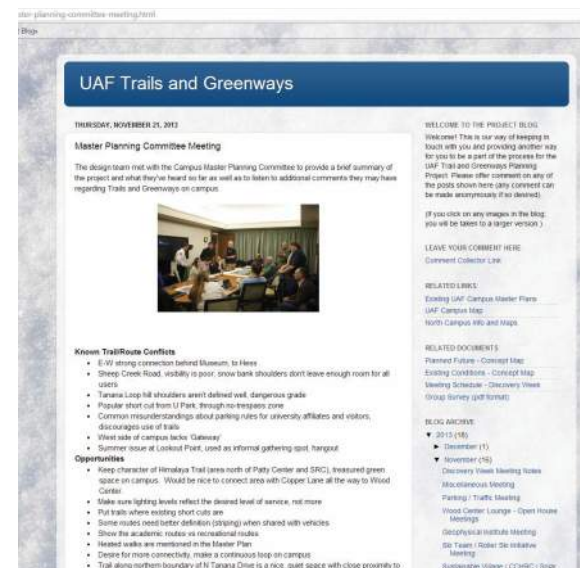 ster-planning-committee-meeting.html
Blogs
UAF Trails and Greenways
THURSDAY, NOVEMBER 21, 2013
Master Planning Committee Meeting
The design team met with the Campus Master Planning Committee to provide a brief summary of
the project and what they've heard so far as well as to listen to additional comments they may have
regarding Trails and Greenways on campus.
Known Trail/Route Conflicts
E-W strong connection behind Museum, to Hess
Sheep Creek Road, visibility is poor, snow bank shoulders don't leave enough room for all
users
Tanana Loop hill shoulders aren't defined well, dangerous grade
Popular short cut from U Park, through no-trespass zone
Common misunderstandings about parking rules for university affiliates and visitors,
discourages use of trails
West side of campus lacks 'Gateway'
Summer issue at Lookout Point, used as informal gathering spot, hangout
Opportunities
Keep character of Himalaya Trail (area north of Patty Center and SRC), treasured green
space on campus. Would be nice to connect area with Copper Lane all the way to Wood
Center.
Make sure lighting levels reflect the desired level of service, not more
Put trails where existing short cuts are
Some routes need better definition (striping) when shared with vehicles
Show the academic routes vs recreational routes
Heated walks are mentioned in the Master Plan
Desire for more connectivity, make a continuous loop on campus
Trail along northern boundary of N Tanana Drive is a nice, quiet space with close proximity to
WELCOME TO THE PROJECT BLOG
Welcome! This is our way of keeping in
touch with you and providing another way
for you to be a part of the process for the
UAF Trail and Greenways Planning
Project. Please offer comment on any of
the posts shown here (any comment can
be made anonymously if so desired).
(If you click on any images in the blog,
you will be taken to a larger version.)
LEAVE YOUR COMMENT HERE
Comment Collector Link
RELATED LINKS
Existing UAF Campus Master Plans
UAF Campus Map
North Campus Info and Maps
RELATED DOCUMENTS
Planned Future - Concept Map
Existing Conditions - Concept Map
Meeting Schedule - Discovery Week
Group Survey (pdf format)
BLOG ARCHIVE
▼ 2013 (18)
► December (1)
▼ November (16)
Discovery Week Meeting Notes
Miscellaneous Meeting
Parking / Traffic Meeting
Wood Center Lounge - Open House
Meetings
Geophysical Institute Meeting
Ski Team / Roller Ski Initiative
Meeting
Sustainable Village / CCHRC / Solar